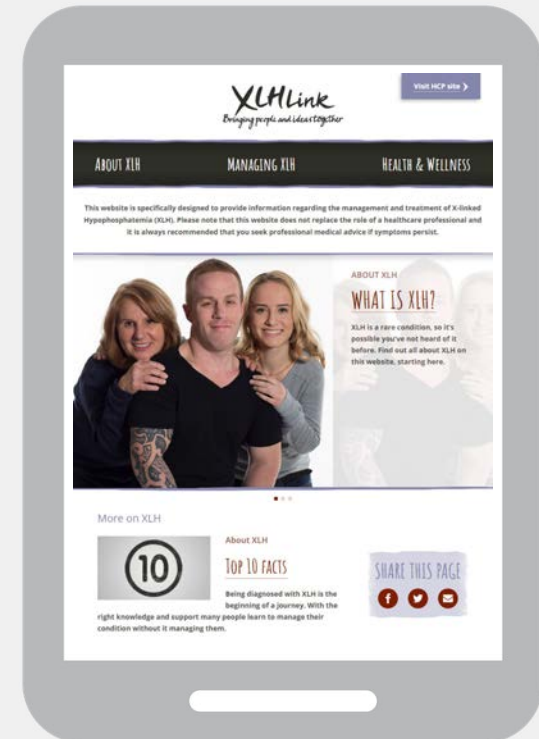 Visit HCP site ❯
XLHLink
Bringing people and ideas together
ABOUT XLH
MANAGING XLH
HEALTH & WELLNESS
This website is specifically designed to provide information regarding the management and treatment of X-linked
Hypophosphatemia (XLH). Please note that this website does not replace the role of a healthcare professional and
it is always recommended that you seek professional medical advice if symptoms persist.
ABOUT XLH
WHAT IS XLH?
XLH is a rare condition, so it's
possible you've not heard of it
before. Find out all about XLH on
this website, starting here.
More on XLH
10
About XLH
TOP 10 FACTS
Being diagnosed with XLH is the
beginning of a journey. With the
right knowledge and support many people learn to manage their
condition without it managing them.
SHARE THIS PAGE